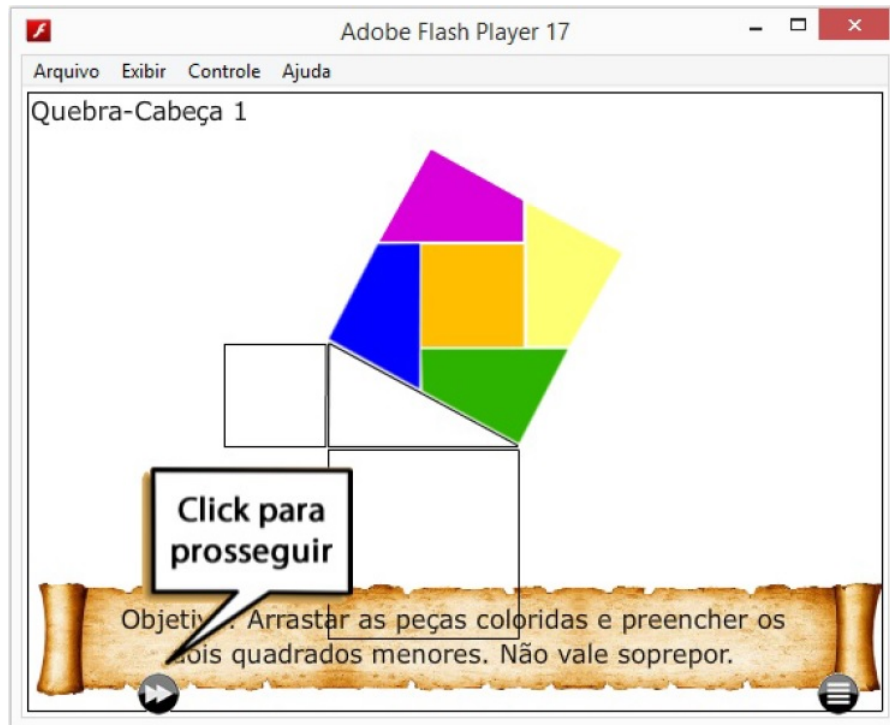 Adobe Flash Player 17
Arquivo Exibir Controle Ajuda
Quebra-Cabeça 1
Click para
prosseguir
Arrastar as peças coloridas e preencher os
dois quadrados menores. Não vale soprepor.